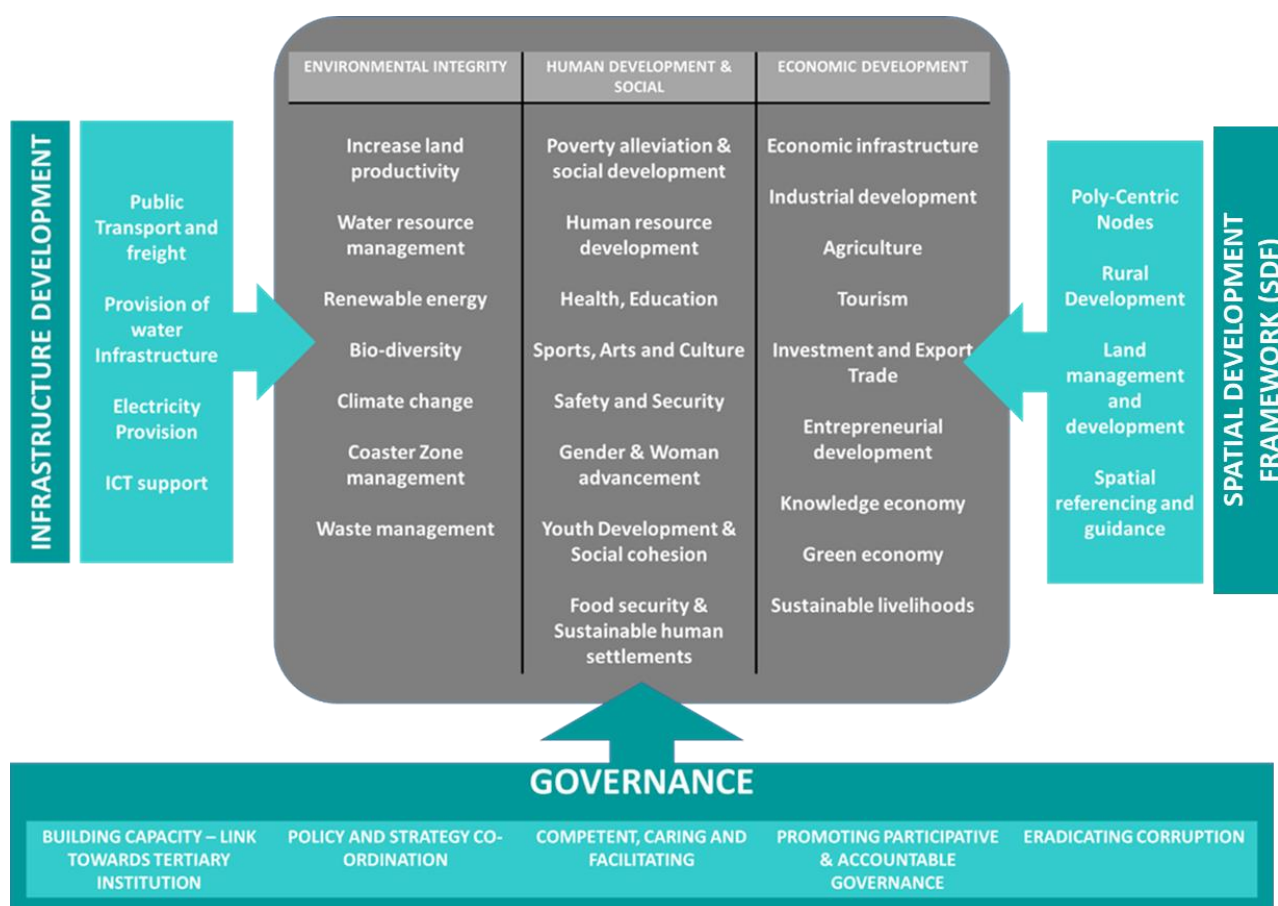 ENVIRONMENTAL INTEGRITY
HUMAN DEVELOPMENT &
SOCIAL
ECONOMIC DEVELOPMENT
INFRASTRUCTURE DEVELOPMENT
Public
Transport and
freight
Provision of
water
Infrastructure
Electricity
Provision
ICT support
Increase land
productivity
Water resource
management
Renewable energy
Bio-diversity
Climate change
Coaster Zone
management
Waste management
Poverty alleviation &
social development
Human resource
development
Health, Education
Sports, Arts and Culture
Safety and Security
Gender & Woman
advancement
Youth Development &
Social cohesion
Food security &
Sustainable human
settlements
Economic infrastructure
Industrial development
Agriculture
Tourism
Investment and Export
Trade
Entrepreneurial
development
Knowledge economy
Green economy
Sustainable livelihoods
Poly-Centric
Nodes
Rural
Development
Land
management
and
development
Spatial
referencing and
guidance
SPATIAL DEVELOPMENT
FRAMEWORK (SDF)
GOVERNANCE
BUILDING CAPACITY – LINK
TOWARDS TERTIARY
INSTITUTION
POLICY AND STRATEGY CO-
ORDINATION
COMPETENT, CARING AND
FACILITATING
PROMOTING PARTICIPATIVE
& ACCOUNTABLE
GOVERNANCE
ERADICATING CORRUPTION